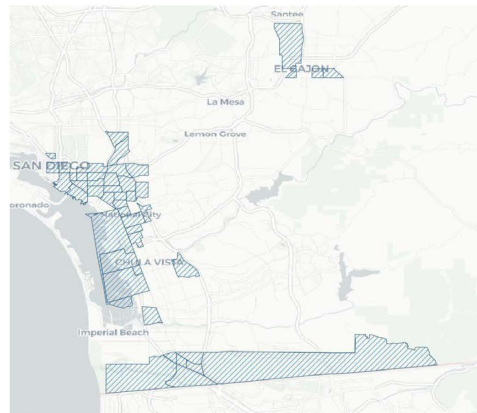 Santee
EL CAJON
La Mesa
Lemon Grove
SAN DIEGO
oronado
National City
CHULA VISTA
Imperial Beach